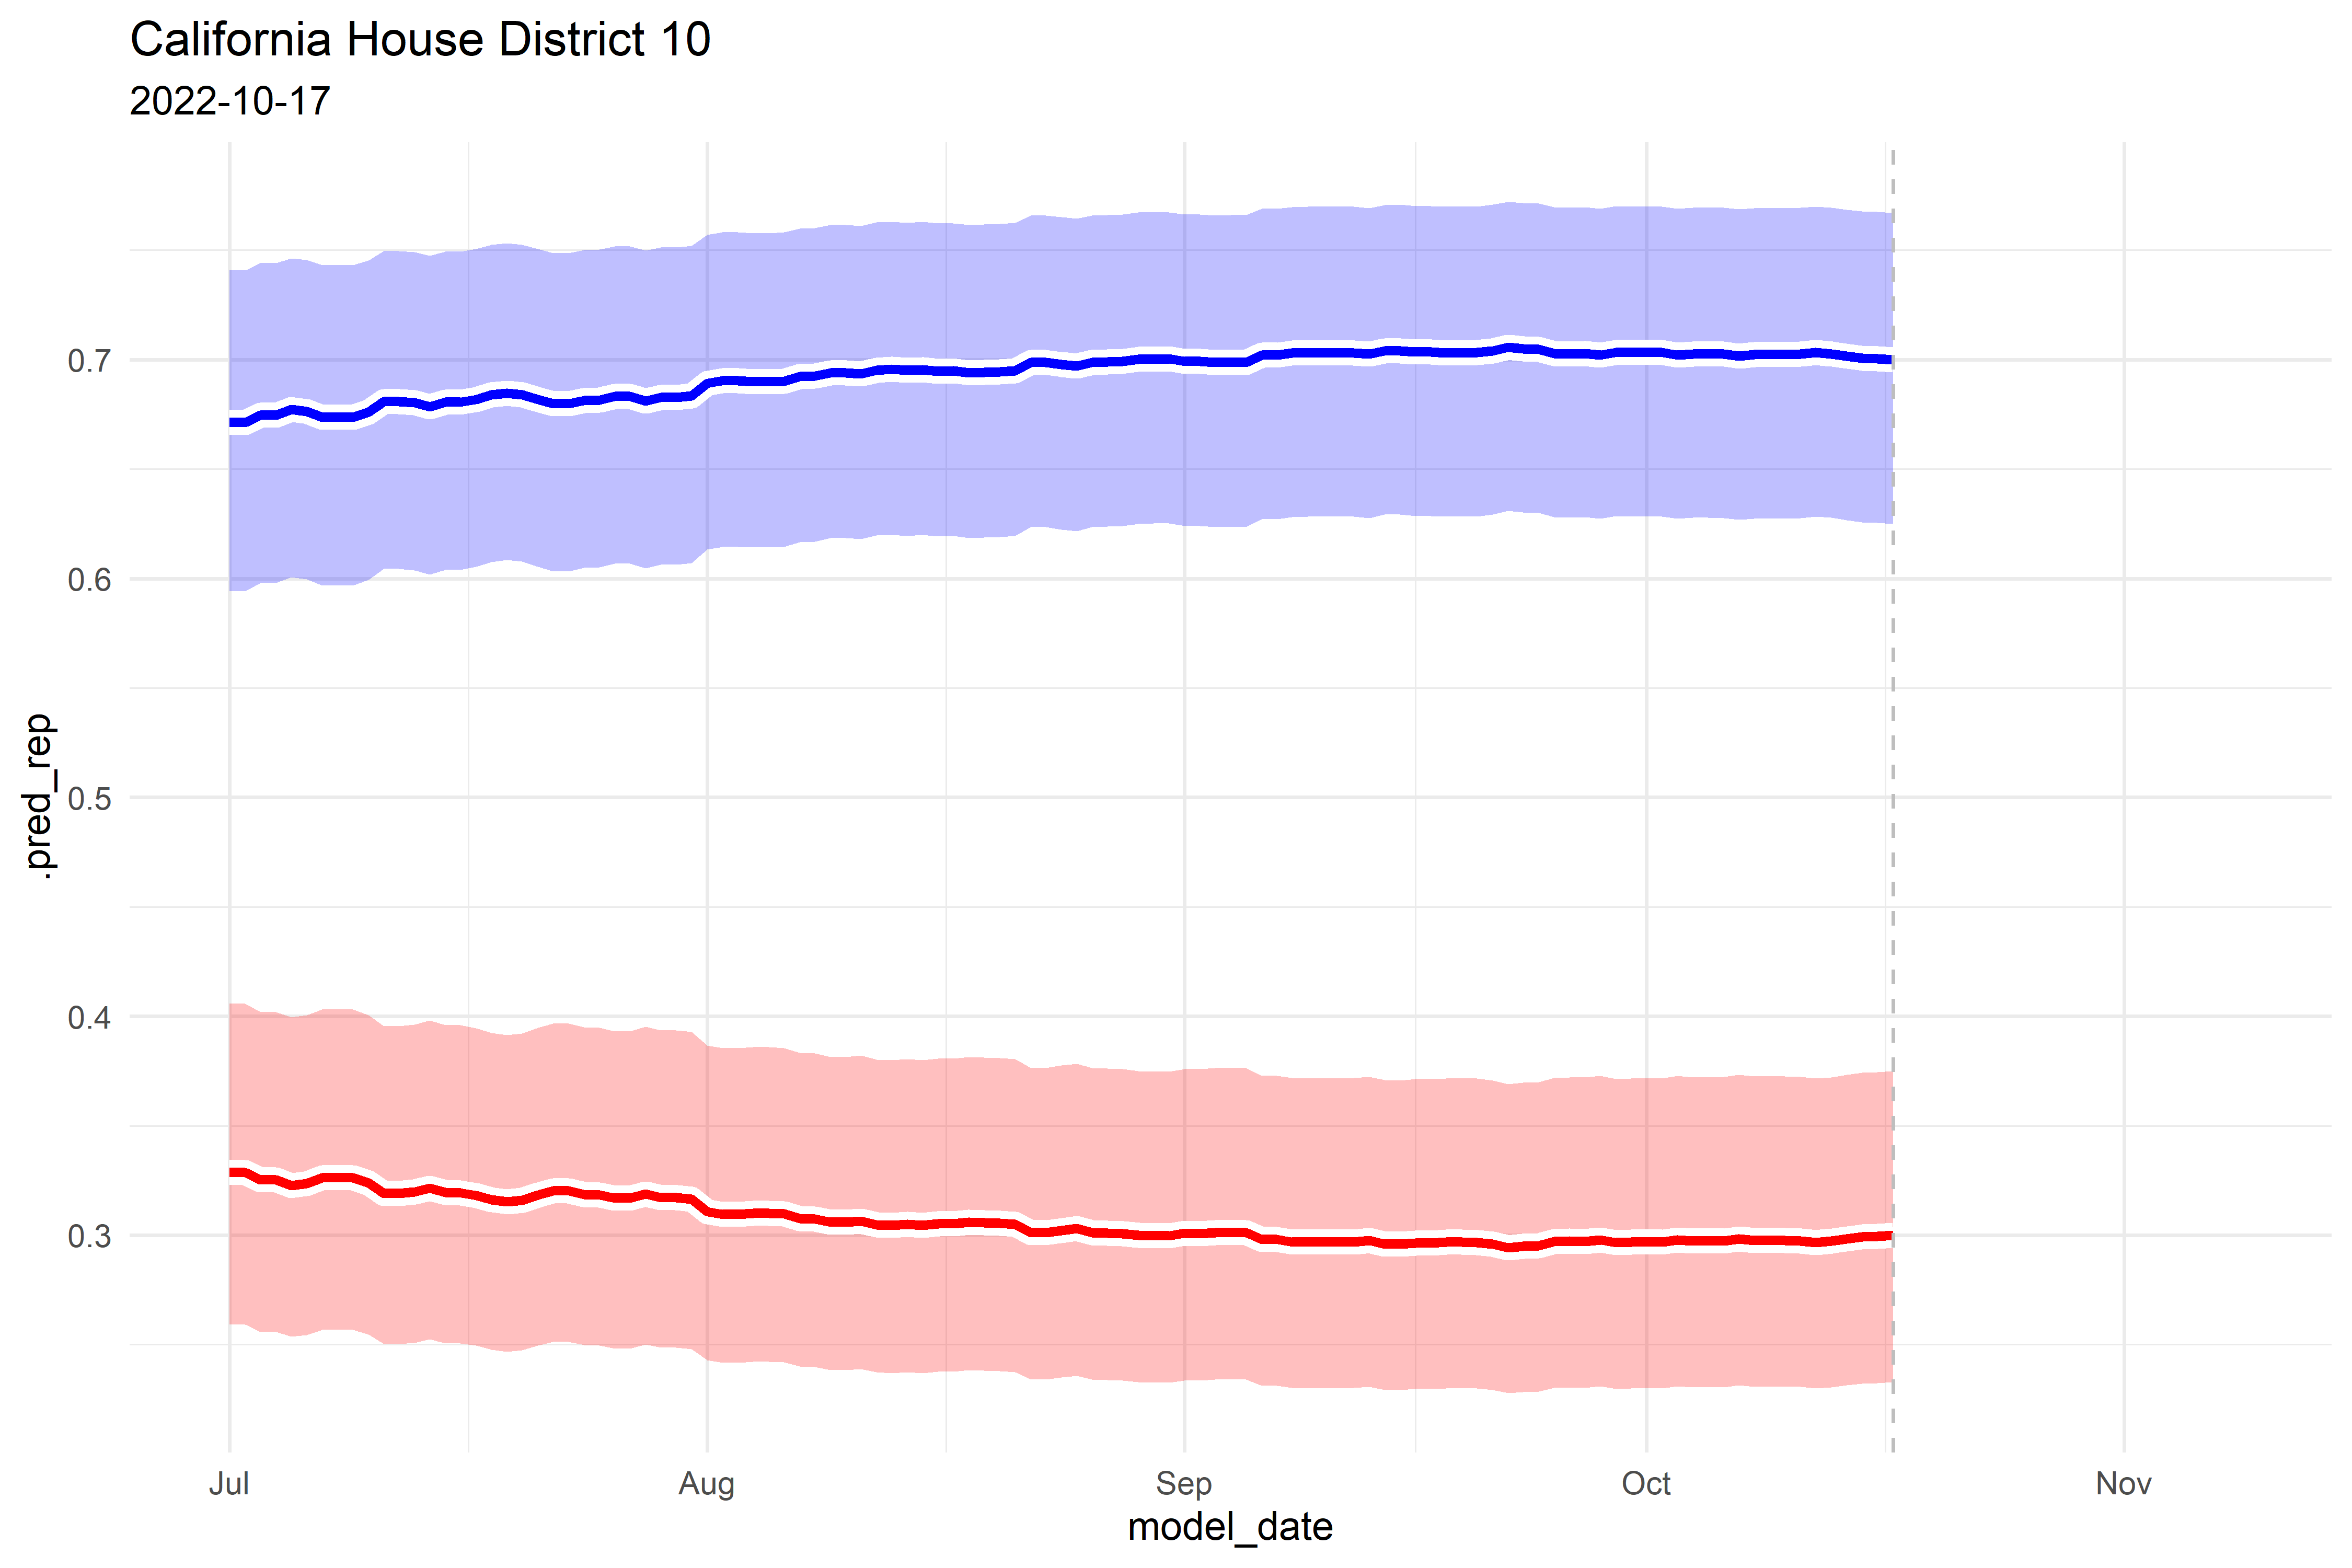 California House District 10
2022-10-17
.pred_rep
0.7
0.6
0.5
0.4
0.3
Jul
Aug
Sep
Oct
Nov
model_date